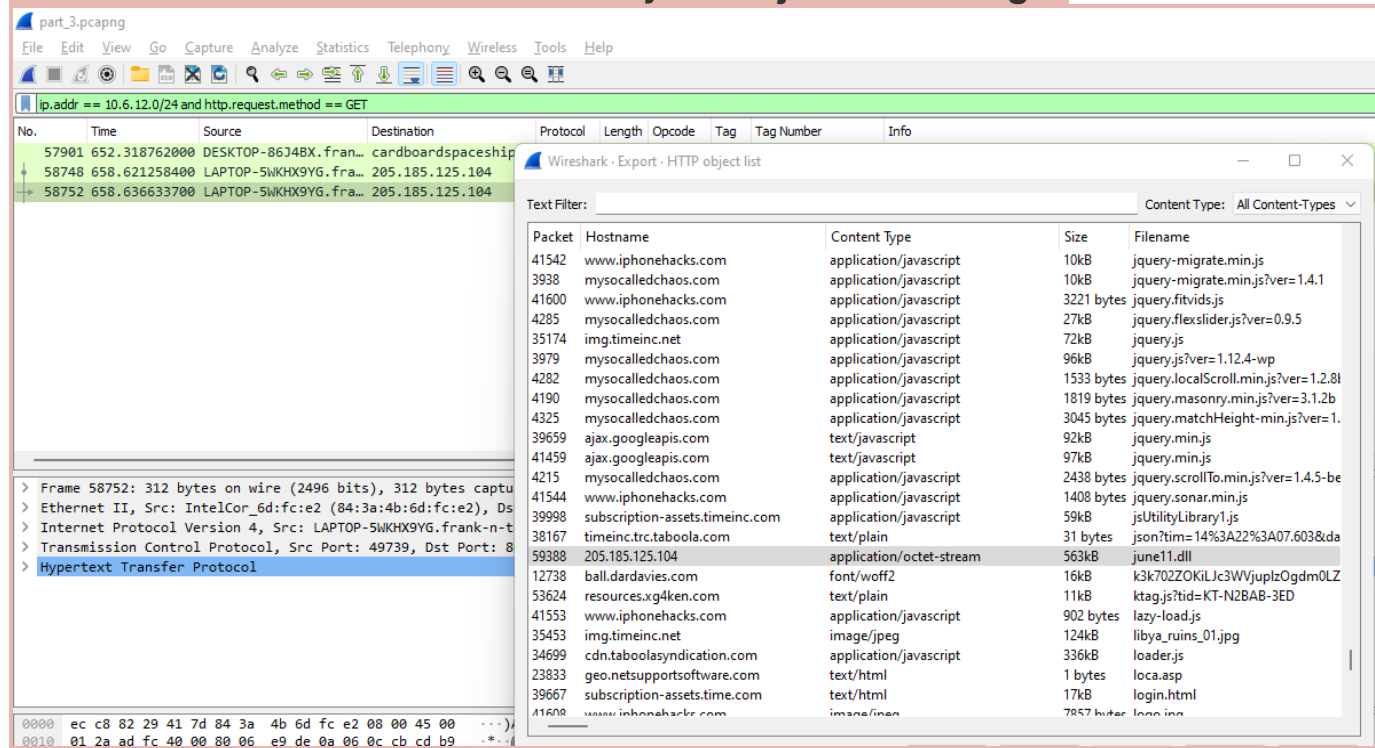 part_3.pcapng
File Edit View Go Capture Analyze Statistics Telephony Wireless Tools Help
ip.addr == 10.6.12.0/24 and http.request.method == GET
No. Time Source Destination Protocol Length Opcode Tag Tag Number Info
57901 652.318762000 DESKTOP-86J4BX.fran… cardboardspaceship
58748 658.621258400 LAPTOP-5WKHX9YG.fra… 205.185.125.104
58752 658.636633700 LAPTOP-5WKHX9YG.fra… 205.185.125.104
Wireshark · Export · HTTP object list
Text Filter: Content Type: All Content-Types
Packet Hostname Content Type Size Filename
41542 www.iphonehacks.com application/javascript 10kB jquery-migrate.min.js
3938 mysocalledchaos.com application/javascript 10kB jquery-migrate.min.js?ver=1.4.1
41600 www.iphonehacks.com application/javascript 3221 bytes jquery.fitvids.js
4285 mysocalledchaos.com application/javascript 27kB jquery.flexslider.js?ver=0.9.5
35174 img.timeinc.net application/javascript 72kB jquery.js
3979 mysocalledchaos.com application/javascript 96kB jquery.js?ver=1.12.4-wp
4282 mysocalledchaos.com application/javascript 1533 bytes jquery.localScroll.min.js?ver=1.2.8
4190 mysocalledchaos.com application/javascript 1819 bytes jquery.masonry.min.js?ver=3.1.2b
4325 mysocalledchaos.com application/javascript 3045 bytes jquery.matchHeight-min.js?ver=1.
39659 ajax.googleapis.com text/javascript 92kB jquery.min.js
41459 ajax.googleapis.com text/javascript 97kB jquery.min.js
4215 mysocalledchaos.com application/javascript 2438 bytes jquery.scrollTo.min.js?ver=1.4.5-be
41544 www.iphonehacks.com application/javascript 1408 bytes jquery.sonar.min.js
39998 subscription-assets.timeinc.com application/javascript 59kB jsUtilityLibrary1.js
38167 timeinc.trc.taboola.com text/plain 31 bytes json?tim=14%3A22%3A07.603&da
59388 205.185.125.104 application/octet-stream 563kB june11.dll
12738 ball.dardavies.com font/woff2 16kB k3k702ZOKiLJc3WVjuplzOgdm0LZ
53624 resources.xg4ken.com text/plain 11kB ktag.js?tid=KT-N2BAB-3ED
41553 www.iphonehacks.com application/javascript 902 bytes lazy-load.js
35453 img.timeinc.net image/jpeg 124kB libya_ruins_01.jpg
34699 cdn.taboolasyndication.com application/javascript 336kB loader.js
23833 geo.netsupportsoftware.com text/html 1 bytes loca.asp
39667 subscription-assets.time.com text/html 17kB login.html
41608 www.iphonehacks.com image/jpeg 7857 bytes
Frame 58752: 312 bytes on wire (2496 bits), 312 bytes captu
Ethernet II, Src: IntelCor_6d:fc:e2 (84:3a:4b:6d:fc:e2), Ds
Internet Protocol Version 4, Src: LAPTOP-5WKHX9YG.frank-n-t
Transmission Control Protocol, Src Port: 49739, Dst Port: 8
Hypertext Transfer Protocol
0000 ec c8 82 29 41 7d 84 3a 4b 6d fc e2 08 00 45 00 ···)A
0010 01 2a ad fc 40 00 80 06 e9 de 0a 06 0c cb cd b9 ·*··@